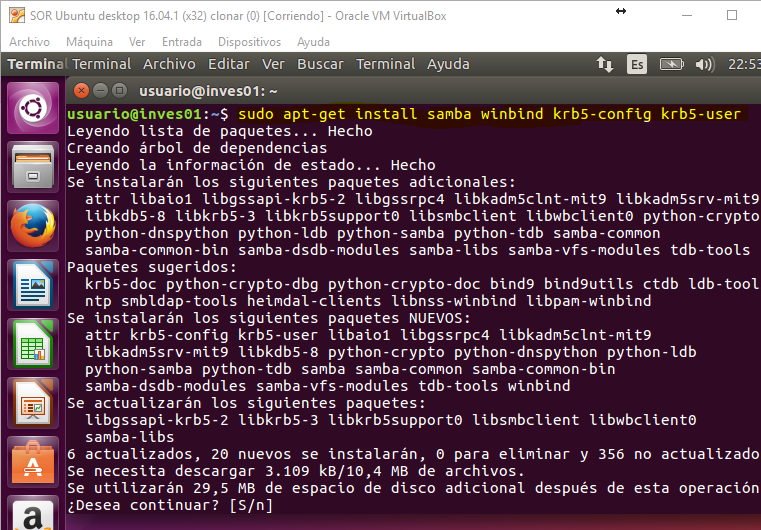 SOR Ubuntu desktop 16.04.1 (x32) clonar (0) [Corriendo] - Oracle VM VirtualBox
Archivo Máquina Ver Entrada Dispositivos Ayuda
Terminal Terminal Archivo Editar Ver Buscar Terminal Ayuda Es 22:53
usuario@inves01: ~
usuario@inves01:~$ sudo apt-get install samba winbind krb5-config krb5-user
Leyendo lista de paquetes... Hecho
Creando árbol de dependencias
Leyendo la información de estado... Hecho
Se instalarán los siguientes paquetes adicionales:
attr libaio1 libgssapi-krb5-2 libgssrpc4 libkadm5clnt-mit9 libkadm5srv-mit9
libkdb5-8 libkrb5-3 libkrb5support0 libsmbclient libwbclient0 python-crypto
python-dnspython python-ldb python-samba python-tdb samba-common
samba-common-bin samba-dsdb-modules samba-libs samba-vfs-modules tdb-tools
Paquetes sugeridos:
krb5-doc python-crypto-dbg python-crypto-doc bind9 bind9utils ctdb ldb-tool
ntp smbldap-tools heimdal-clients libnss-winbind libpam-winbind
Se instalarán los siguientes paquetes NUEVOS:
attr krb5-config krb5-user libaio1 libgssrpc4 libkadm5clnt-mit9
libkadm5srv-mit9 libkdb5-8 python-crypto python-dnspython python-ldb
python-samba python-tdb samba samba-common samba-common-bin
samba-dsdb-modules samba-vfs-modules tdb-tools winbind
Se actualizarán los siguientes paquetes:
libgssapi-krb5-2 libkrb5-3 libkrb5support0 libsmbclient libwbclient0
samba-libs
6 actualizados, 20 nuevos se instalarán, 0 para eliminar y 356 no actualizado
Se necesita descargar 3.109 kB/10,4 MB de archivos.
Se utilizarán 29,5 MB de espacio de disco adicional después de esta operación
¿Desea continuar? [S/n]